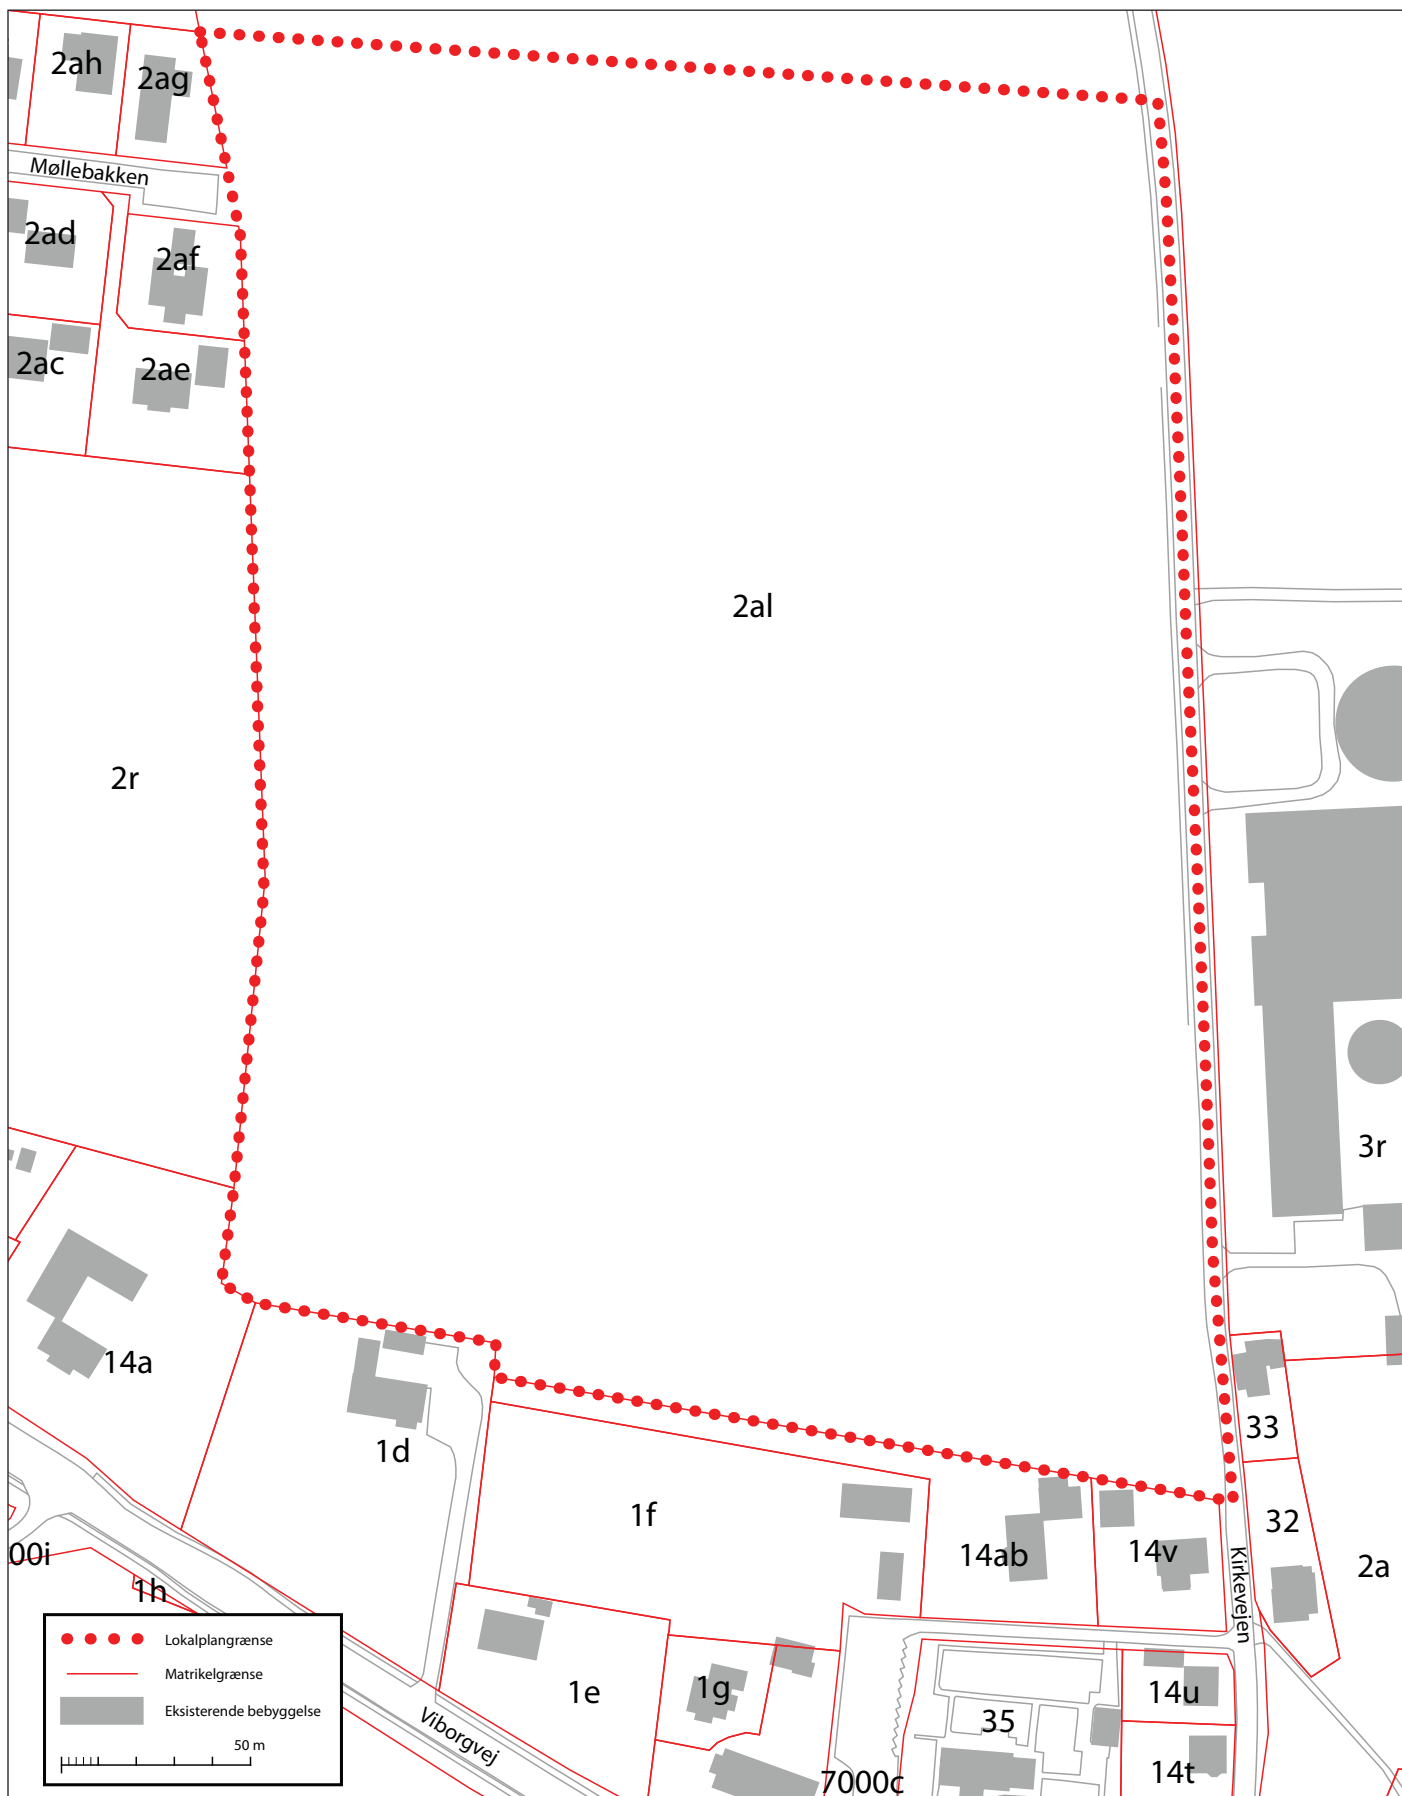 2ah
2ag
Møllebakken
2ad
2af
2ac
2ae
2al
2r
3r
14a
33
1d
1f
32
14ab
14v
2a
00i
1h
Kirkevejen
Lokalplangrænse
Matrikelgrænse
Eksisterende bebyggelse
50 m
1e
1g
14u
35
Viborgvej
14t
7000c